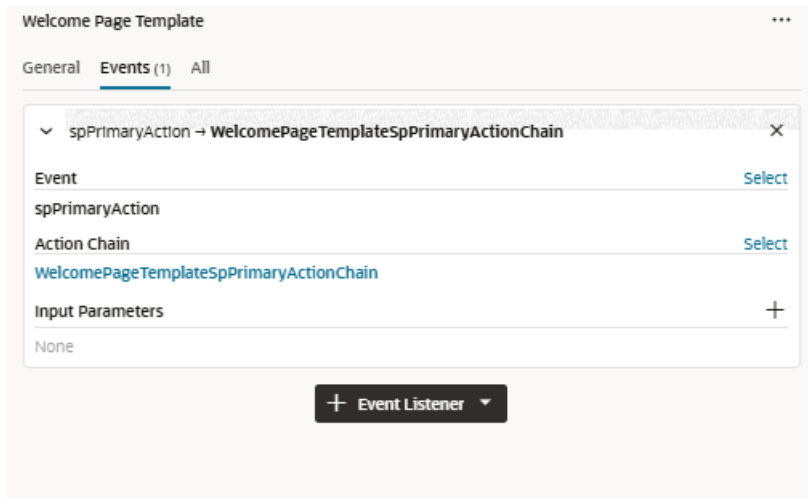 Welcome Page Template
General Events (1) All
spPrimaryAction → WelcomePageTemplateSpPrimaryActionChain
Event Select
spPrimaryAction
Action Chain Select
WelcomePageTemplateSpPrimaryActionChain
Input Parameters
None
Event Listener